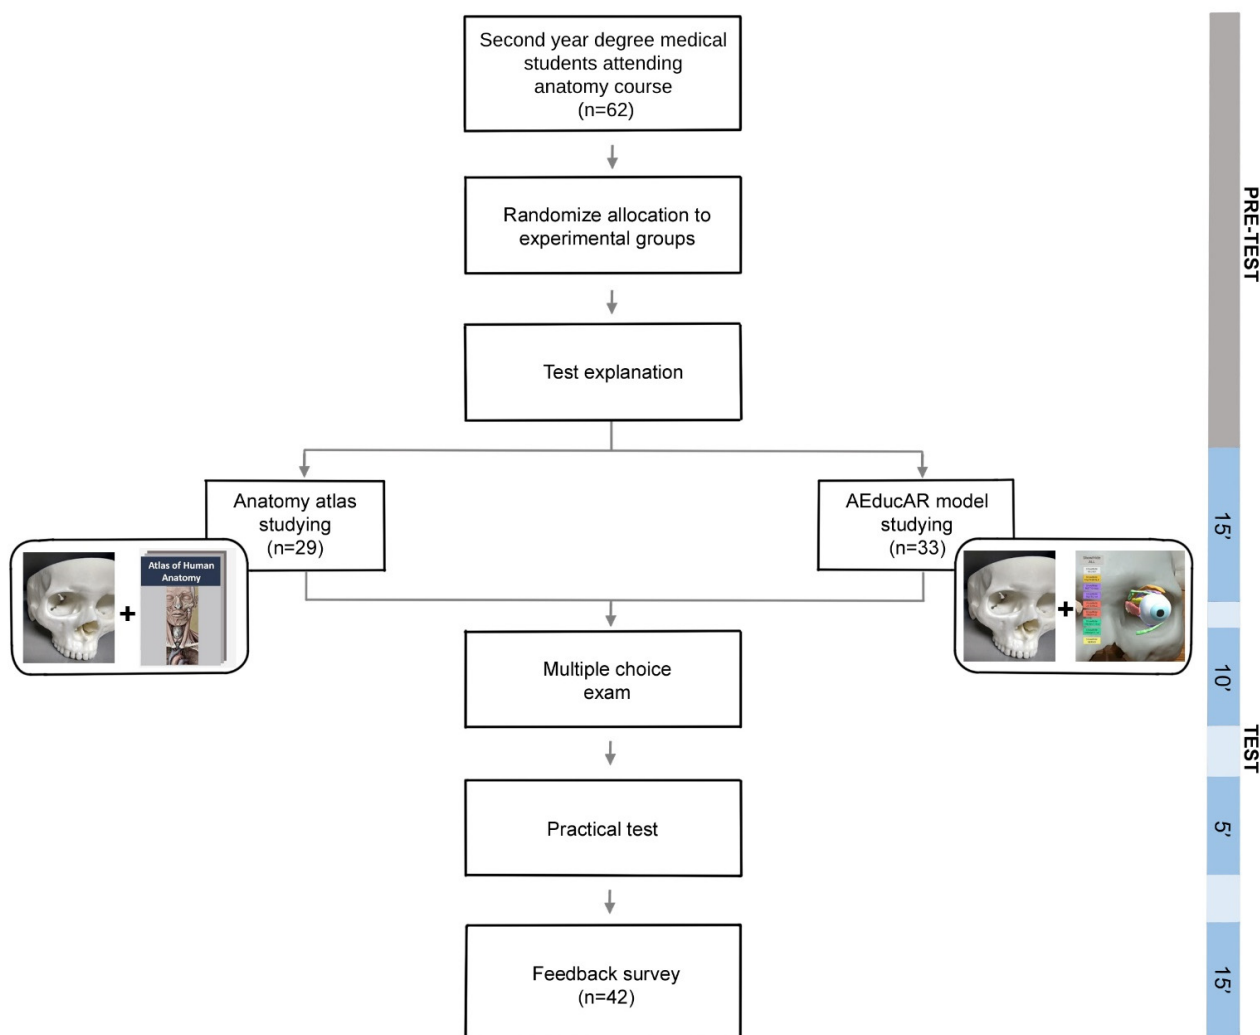 Second year degree medical
students attending
anatomy course
(n=62)
Randomize allocation to
experimental groups
Test explanation
Anatomy atlas
studying
(n=29)
AEducAR model
studying
(n=33)
Atlas of Human
Anatomy
+
+
Multiple choice
exam
Practical test
Feedback survey
(n=42)
PRE-TEST
TEST
15’
10’
5’
15’